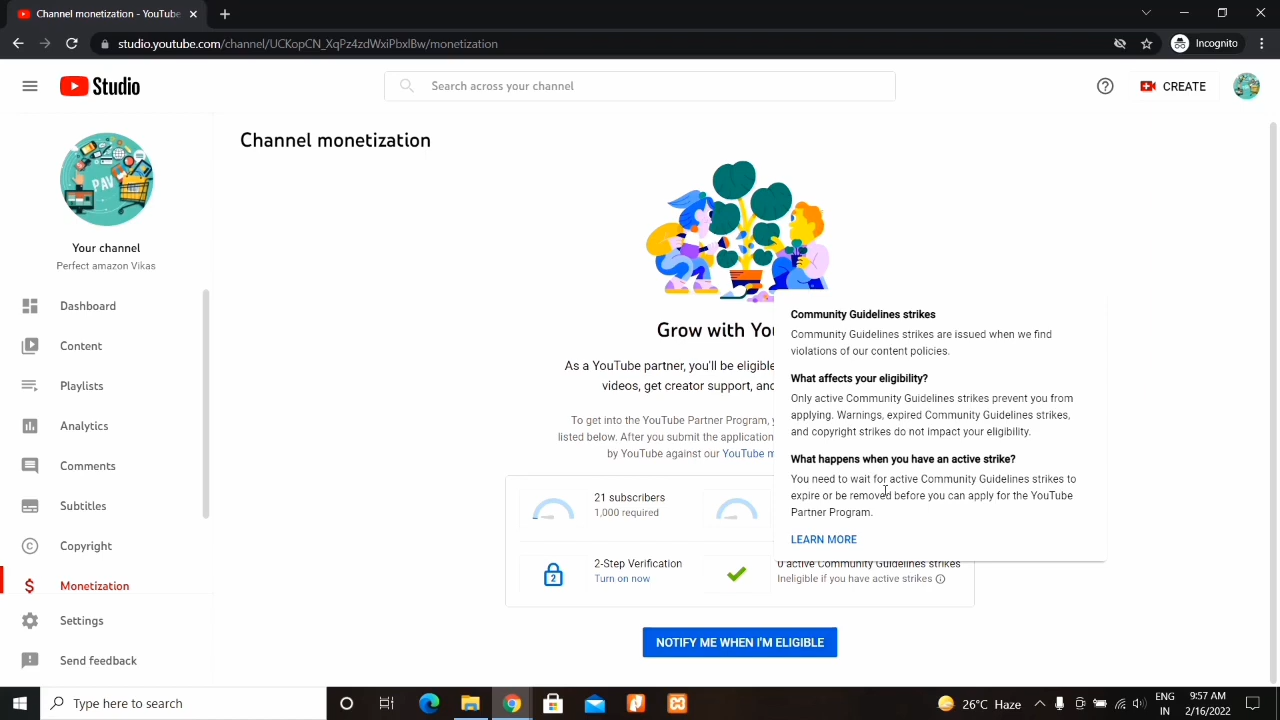 Channel monetization - YouTube
studio.youtube.com/channel/UCKopCN_XqPz4zdWxiPbxlBw/monetization
Incognito
Studio
Search across your channel
CREATE
PAV
Your channel
Perfect amazon Vikas
Dashboard
Content
Playlists
Analytics
Comments
Subtitles
Copyright
Monetization
Settings
Send feedback
Channel monetization
Grow with You
As a YouTube partner, you'll be eligible
videos, get creator support, and
To get into the YouTube Partner Program, y
listed below. After you submit the application
by YouTube against our YouTube m
21 subscribers
1,000 required
2-Step Verification
Turn on now
0 active Community Guidelines strikes
Ineligible if you have active strikes
NOTIFY ME WHEN I'M ELIGIBLE
Community Guidelines strikes
Community Guidelines strikes are issued when we find
violations of our content policies.
What affects your eligibility?
Only active Community Guidelines strikes prevent you from
applying. Warnings, expired Community Guidelines strikes,
and copyright strikes do not impact your eligibility.
What happens when you have an active strike?
You need to wait for active Community Guidelines strikes to
expire or be removed before you can apply for the YouTube
Partner Program.
LEARN MORE
Type here to search
26°C Haze
ENG
IN
9:57 AM
2/16/2022